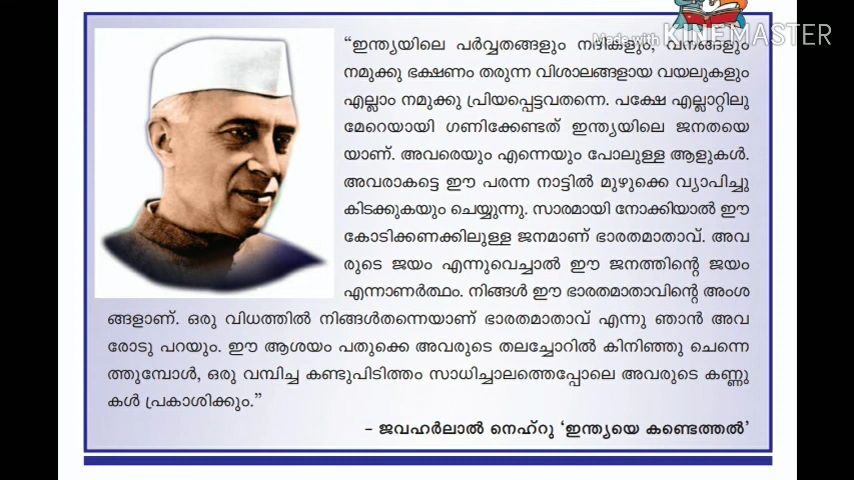 Made with KINEMASTER
“ഇന്ത്യയിലെ പർവ്വതങ്ങളും നദികളും, വനങ്ങളും
നമുക്കു ഭക്ഷണം തരുന്ന വിശാലങ്ങളായ വയലുകളും
എല്ലാം നമുക്കു പ്രിയപ്പെട്ടവതന്നെ. പക്ഷേ എല്ലാറ്റിലു
മേറെയായി ഗണിക്കേണ്ടത് ഇന്ത്യയിലെ ജനതയെ
യാണ്. അവരെയും എന്നെയും പോലുള്ള ആളുകൾ.
അവരാകട്ടെ ഈ പരന്ന നാട്ടിൽ മുഴുക്കെ വ്യാപിച്ചു
കിടക്കുകയും ചെയ്യുന്നു. സാരമായി നോക്കിയാൽ ഈ
കോടിക്കണക്കിലുള്ള ജനമാണ് ഭാരതമാതാവ്. അവ
രുടെ ജയം എന്നുവെച്ചാൽ ഈ ജനത്തിന്റെ ജയം
എന്നാണർത്ഥം. നിങ്ങൾ ഈ ഭാരതമാതാവിന്റെ അംശ
ങ്ങളാണ്. ഒരു വിധത്തിൽ നിങ്ങൾതന്നെയാണ് ഭാരതമാതാവ് എന്നു ഞാൻ അവ
രോടു പറയും. ഈ ആശയം പതുക്കെ അവരുടെ തലച്ചോറിൽ കിനിഞ്ഞു ചെന്നെ
ത്തുമ്പോൾ, ഒരു വമ്പിച്ച കണ്ടുപിടിത്തം സാധിച്ചാലത്തെപ്പോലെ അവരുടെ കണ്ണു
കൾ പ്രകാശിക്കും.”
– ജവഹർലാൽ നെഹ്റു ‘ഇന്ത്യയെ കണ്ടെത്തൽ’